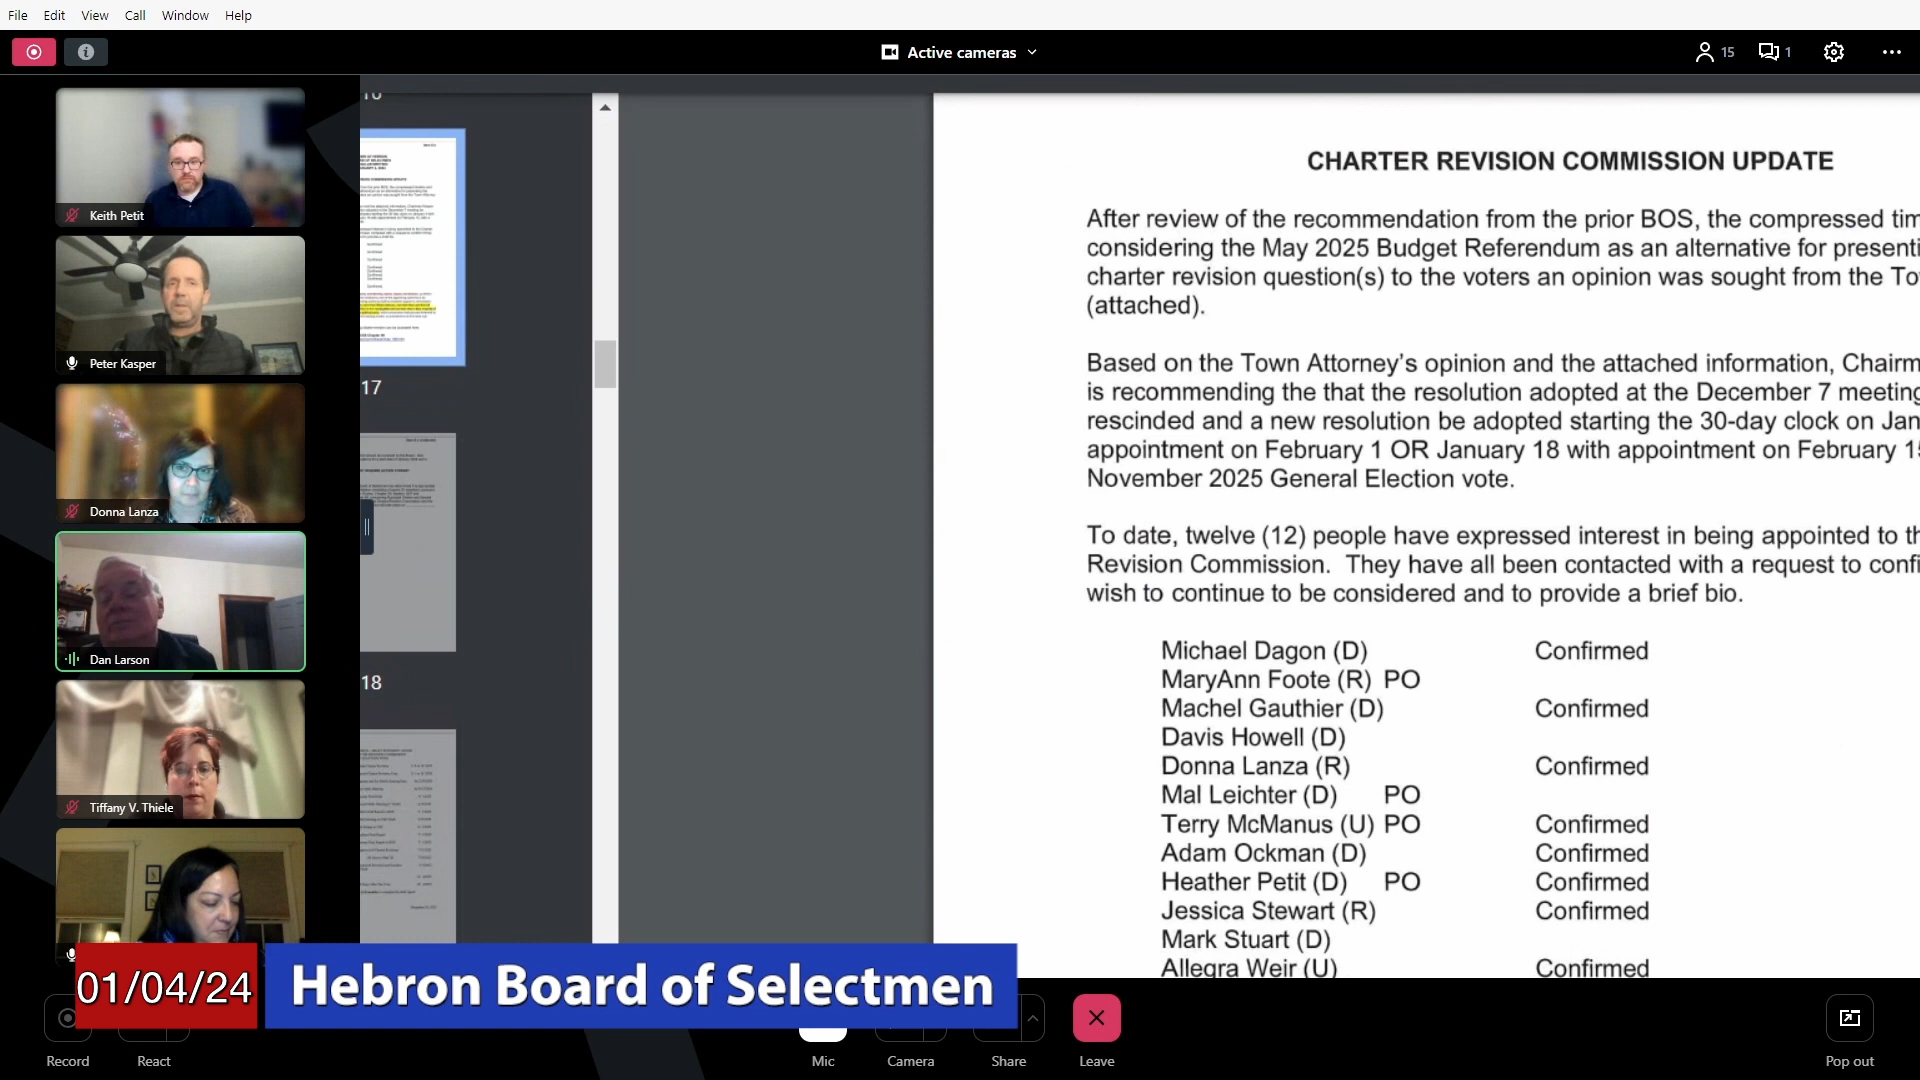 File Edit View Call Window Help
Active cameras
15
1
Keith Petit
Peter Kasper
Donna Lanza
Dan Larson
Tiffany V. Thiele
17
18
CHARTER REVISION COMMISSION UPDATE
After review of the recommendation from the prior BOS, the compressed
considering the May 2025 Budget Referendum as an alternative for
charter revision question(s) to the voters an opinion was sought from the
(attached).
Based on the Town Attorney's opinion and the attached information,
is recommending the that the resolution adopted at the December 7 meeting
rescinded and a new resolution be adopted starting the 30-day clock on
appointment on February 1 OR January 18 with appointment on February
November 2025 General Election vote.
To date, twelve (12) people have expressed interest in being appointed to
Revision Commission. They have all been contacted with a request to
wish to continue to be considered and to provide a brief bio.
Michael Dagon (D) Confirmed
MaryAnn Foote (R) PO
Machel Gauthier (D) Confirmed
Davis Howell (D)
Donna Lanza (R) Confirmed
Mal Leichter (D) PO
Terry McManus (U) PO Confirmed
Adam Ockman (D) Confirmed
Heather Petit (D) PO Confirmed
Jessica Stewart (R) Confirmed
Mark Stuart (D)
Allegra Weir (U) Confirmed
01/04/24 Hebron Board of Selectmen
Record React Mic Camera Share Leave Pop out